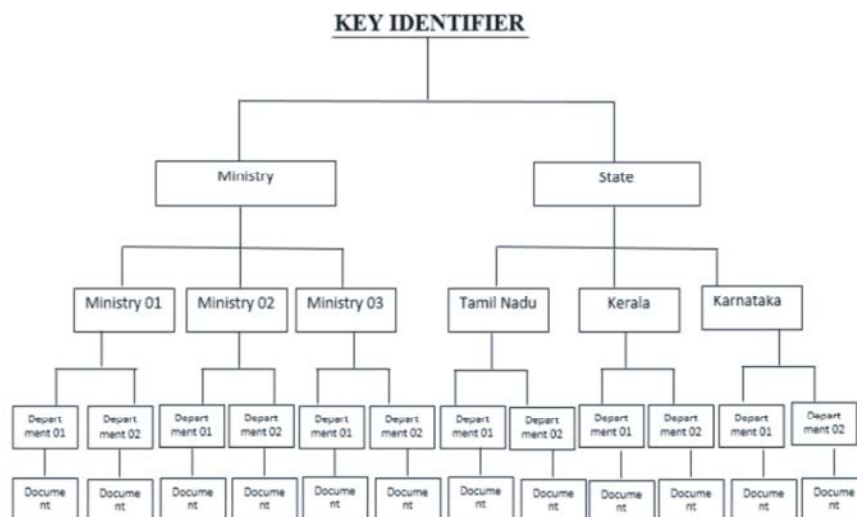 KEY IDENTIFIER
Ministry
State
Ministry 01
Ministry 02
Ministry 03
Tamil Nadu
Kerala
Karnataka
Depart
ment 01
Depart
ment 02
Depart
ment 01
Depart
ment 02
Depart
ment 01
Depart
ment 02
Depart
ment 01
Depart
ment 02
Depart
ment 01
Depart
ment 02
Depart
ment 01
Depart
ment 02
Docume
nt
Docume
nt
Docume
nt
Docume
nt
Docume
nt
Docume
nt
Docume
nt
Docume
nt
Docume
nt
Docume
nt
Docume
nt
Docume
nt